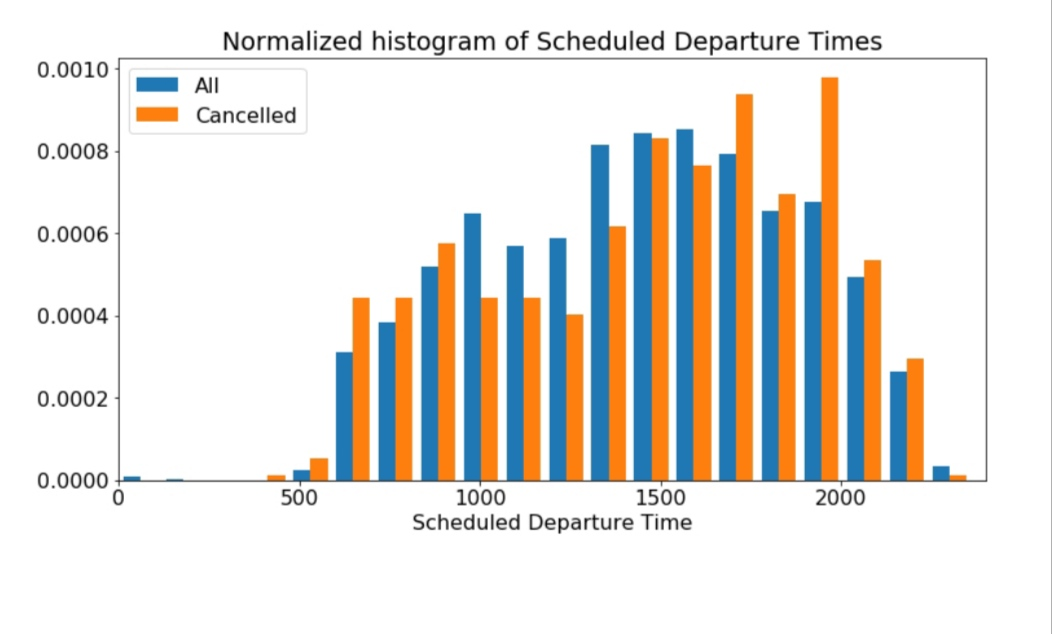 Normalized histogram of Scheduled Departure Times
0.0010
All
Cancelled
0.0008
0.0006
0.0004
0.0002
0.0000
0 500 1000 1500 2000
Scheduled Departure Time